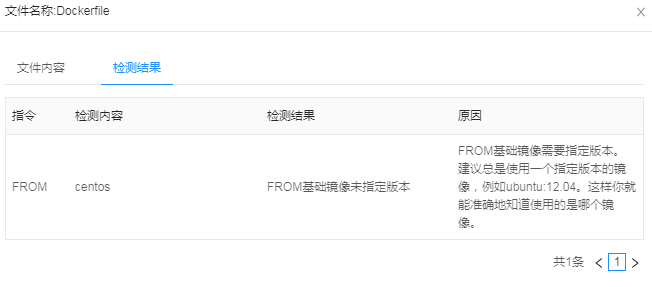 文件名称:Dockerfile
文件内容
检测结果
指令 检测内容 检测结果 原因
FROM centos FROM基础镜像未指定版本
FROM基础镜像需要指定版本。
建议总是使用一个指定版本的镜
像，例如ubuntu:12.04。这样你就
能准确地知道使用的是哪个镜
像。
共1条 < 1 >